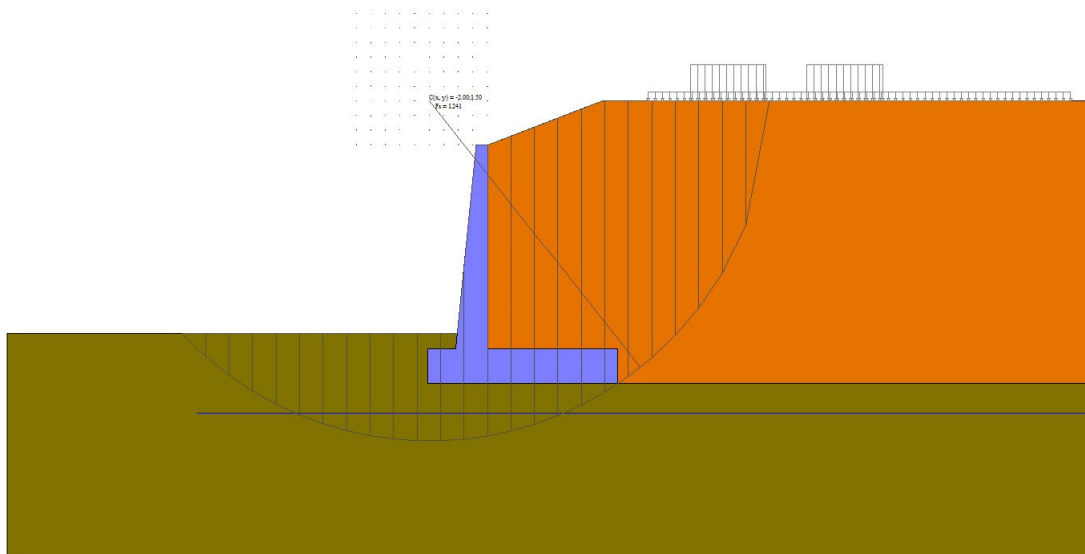 C(x, y) = -2.00;1.50
Fs = 1.241